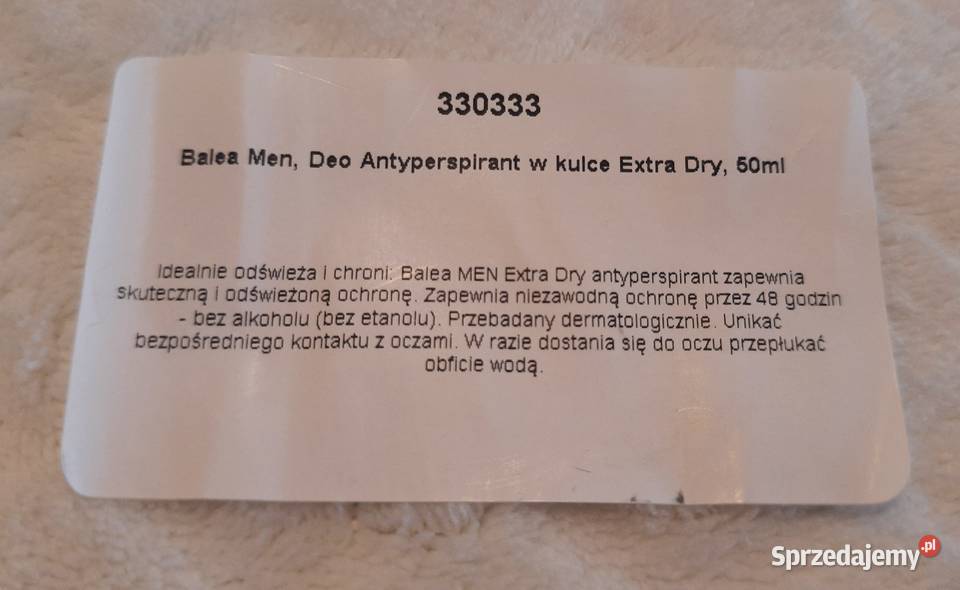 330333
Balea Men, Deo Antyperspirant w kulce Extra Dry, 50ml
Idealnie odświeża i chroni: Balea MEN Extra Dry antyperspirant zapewnia
skuteczną i odświeżoną ochronę. Zapewnia niezawodną ochronę przez 48 godzin
- bez alkoholu (bez etanolu). Przebadany dermatologicznie. Unikać
bezpośredniego kontaktu z oczami. W razie dostania się do oczu przepłukać
obficie wodą.
Sprzedajemy.pl